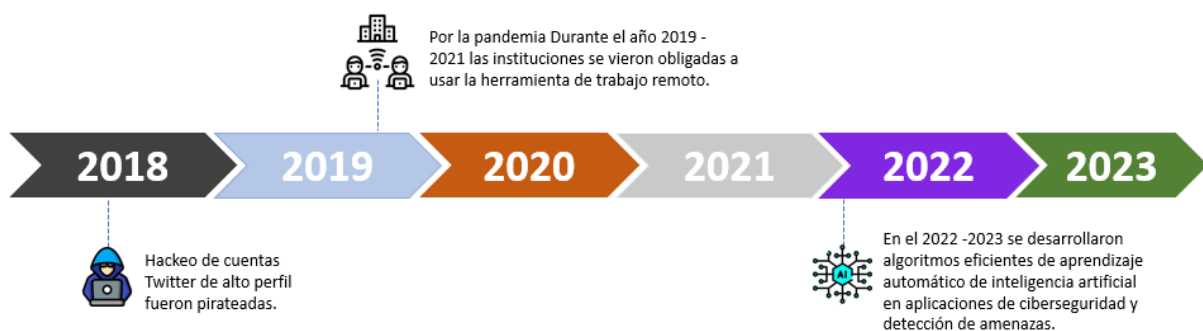 Por la pandemia Durante el año 2019 -
2021 las instituciones se vieron obligadas a
usar la herramienta de trabajo remoto.
2018
2019
2020
2021
2022
2023
Hackeo de cuentas
Twitter de alto perfil
fueron pirateadas.
AI
En el 2022 -2023 se desarrollaron
algoritmos eficientes de aprendizaje
automático de inteligencia artificial
en aplicaciones de ciberseguridad y
detección de amenazas.